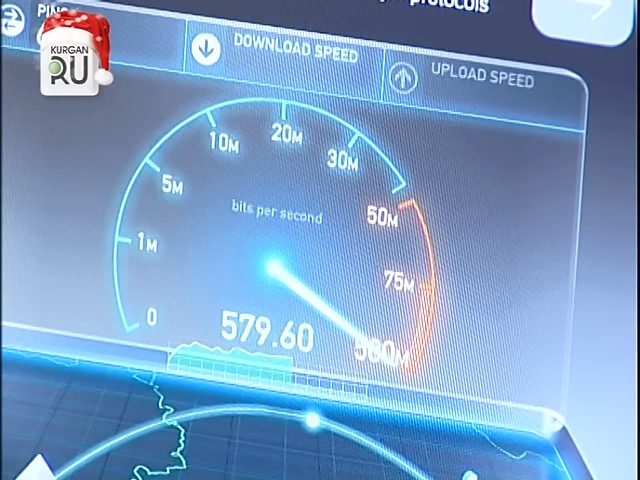 protocols
PING
KURGAN
RU
DOWNLOAD SPEED
UPLOAD SPEED
20M
10M
30M
5M
bits per second
50M
1M
75M
0
579.60